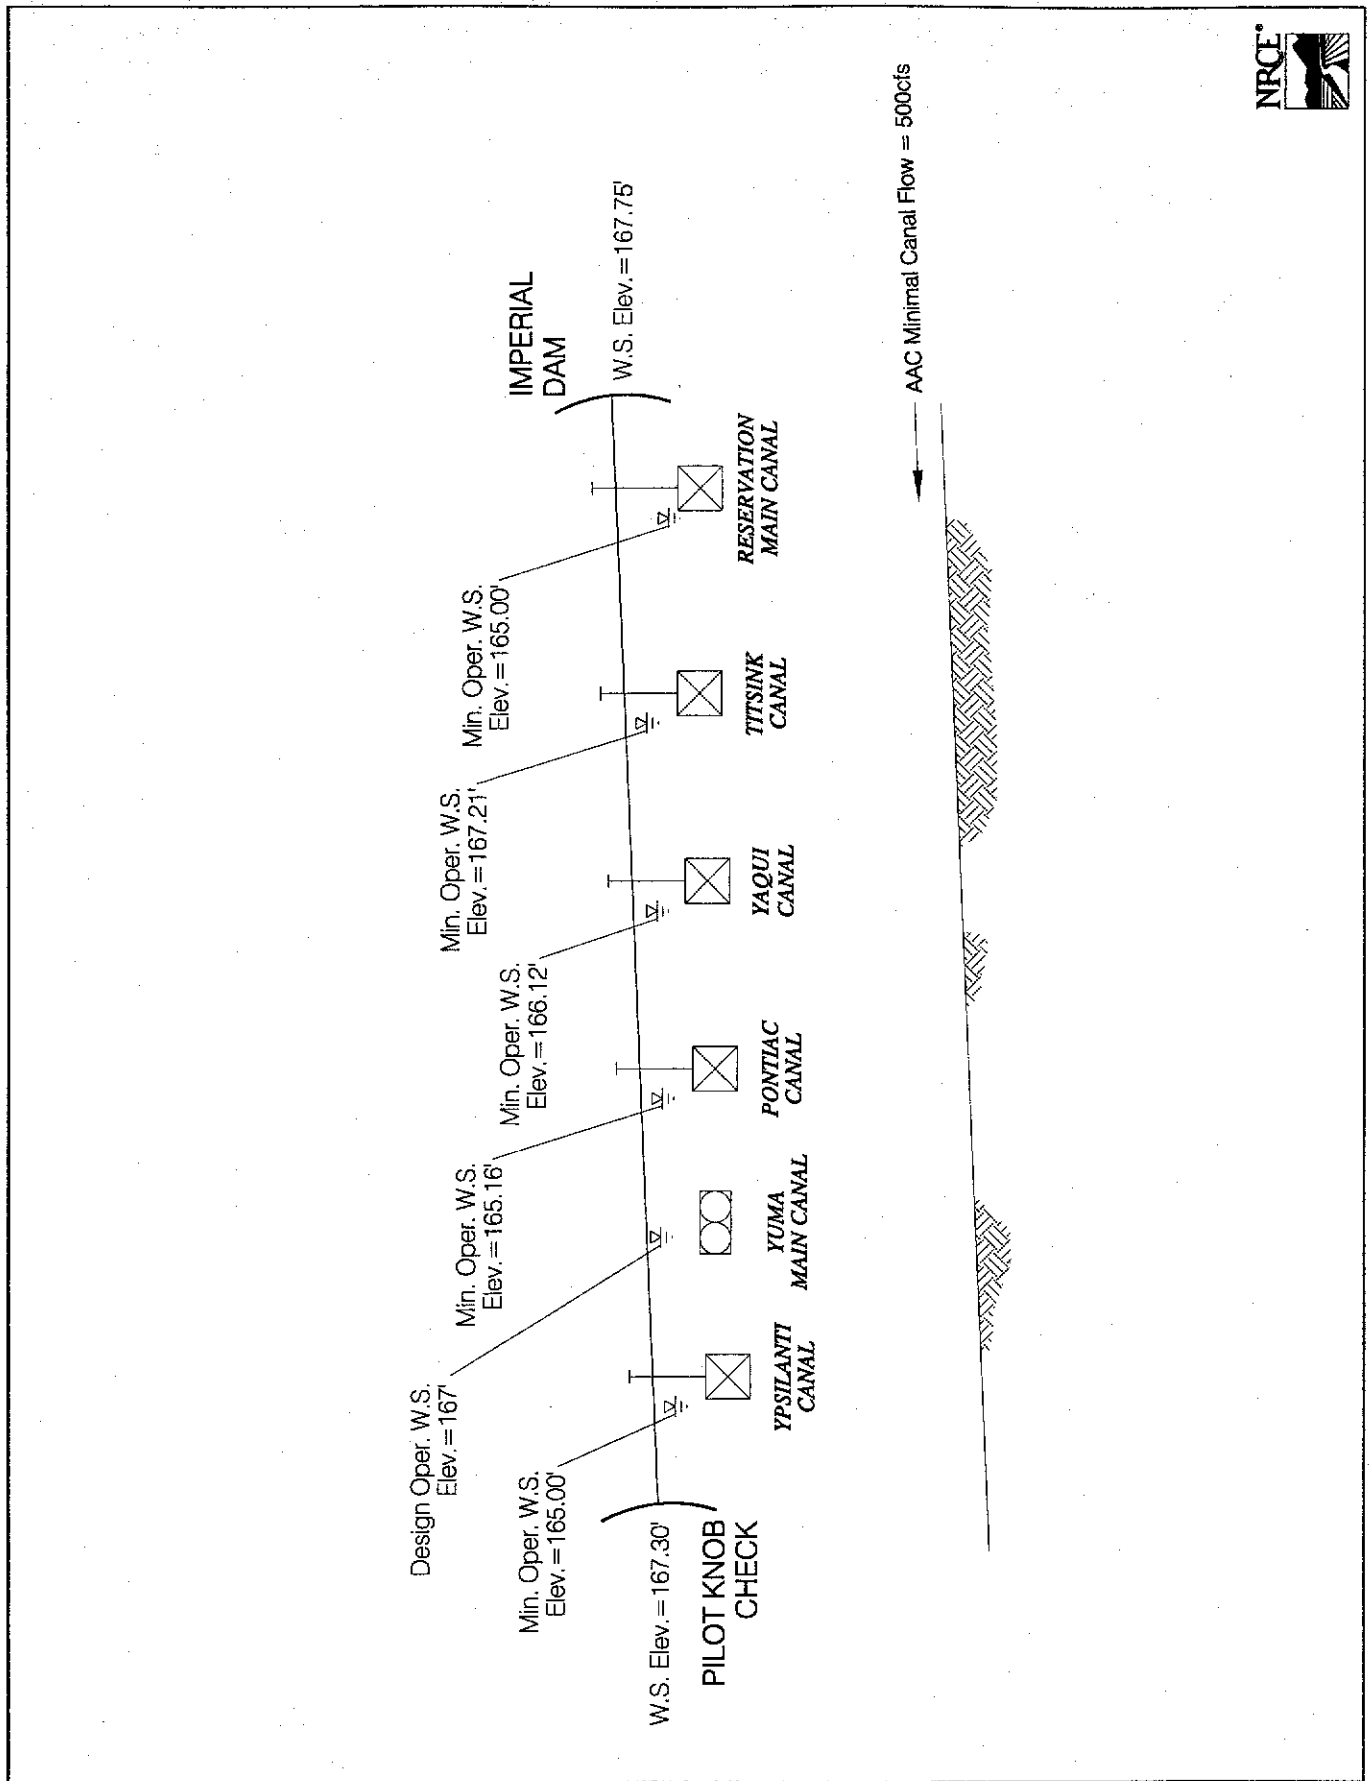 NRCE®
IMPERIAL
DAM
W.S. Elev.=167.75'
Min. Oper. W.S.
Elev.=165.00'
RESERVATION
MAIN CANAL
Min. Oper. W.S.
Elev.=167.21'
TITSINK
CANAL
Min. Oper. W.S.
Elev.=166.12'
YAQUI
CANAL
Min. Oper. W.S.
Elev.=165.16'
PONTIAC
CANAL
Design Oper. W.S.
Elev.=167'
YUMA
MAIN CANAL
Min. Oper. W.S.
Elev.=165.00'
YPSILANTI
CANAL
W.S. Elev.=167.30'
PILOT KNOB
CHECK
AAC Minimal Canal Flow = 500cfs